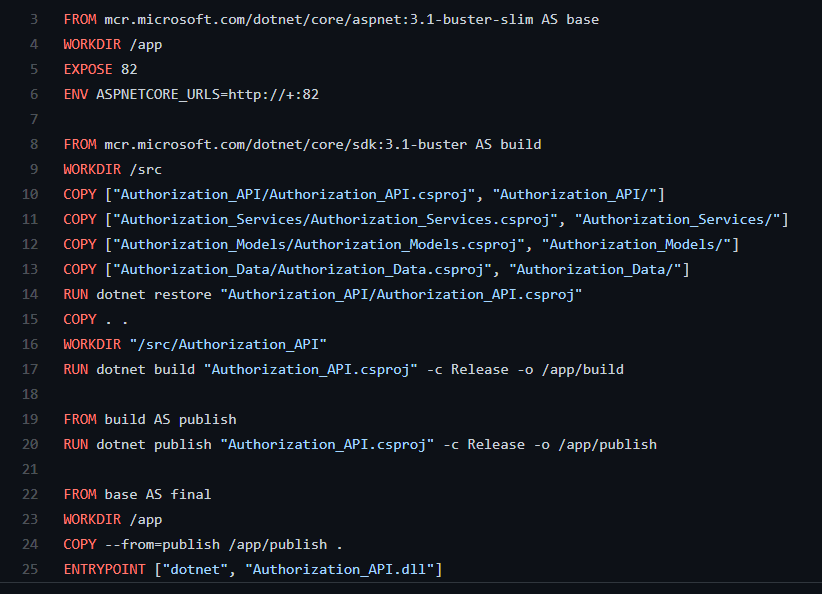 3 FROM mcr.microsoft.com/dotnet/core/aspnet:3.1-buster-slim AS base
4 WORKDIR /app
5 EXPOSE 82
6 ENV ASPNETCORE_URLS=http://+:82
7
8 FROM mcr.microsoft.com/dotnet/core/sdk:3.1-buster AS build
9 WORKDIR /src
10 COPY ["Authorization_API/Authorization_API.csproj", "Authorization_API/"]
11 COPY ["Authorization_Services/Authorization_Services.csproj", "Authorization_Services/"]
12 COPY ["Authorization_Models/Authorization_Models.csproj", "Authorization_Models/"]
13 COPY ["Authorization_Data/Authorization_Data.csproj", "Authorization_Data/"]
14 RUN dotnet restore "Authorization_API/Authorization_API.csproj"
15 COPY . .
16 WORKDIR "/src/Authorization_API"
17 RUN dotnet build "Authorization_API.csproj" -c Release -o /app/build
18
19 FROM build AS publish
20 RUN dotnet publish "Authorization_API.csproj" -c Release -o /app/publish
21
22 FROM base AS final
23 WORKDIR /app
24 COPY --from=publish /app/publish .
25 ENTRYPOINT ["dotnet", "Authorization_API.dll"]